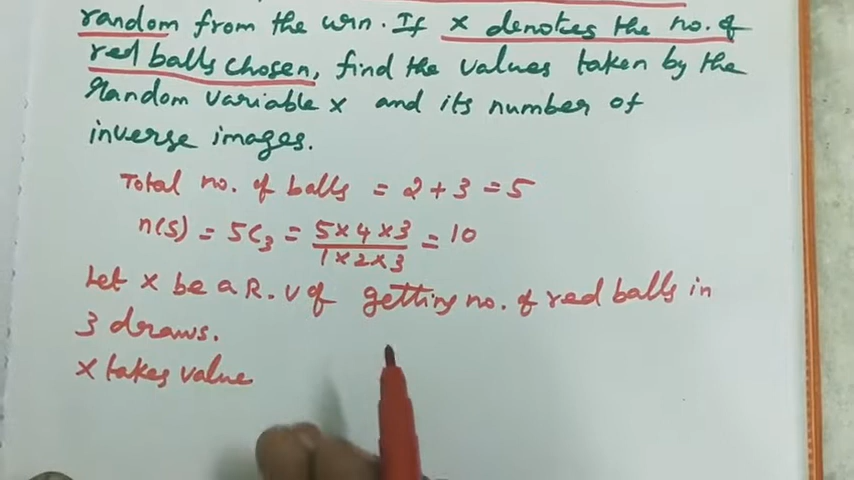 random from the urn. If x denotes the no. of
red balls chosen, find the values taken by the
random variable x and its number of
inverse images.
Total no. of balls = 2 + 3 = 5
n(S) = 5C₃ = 5×4×3 / 1×2×3 = 10
Let x be a R.V of getting no. of red balls in
3 draws.
x takes value